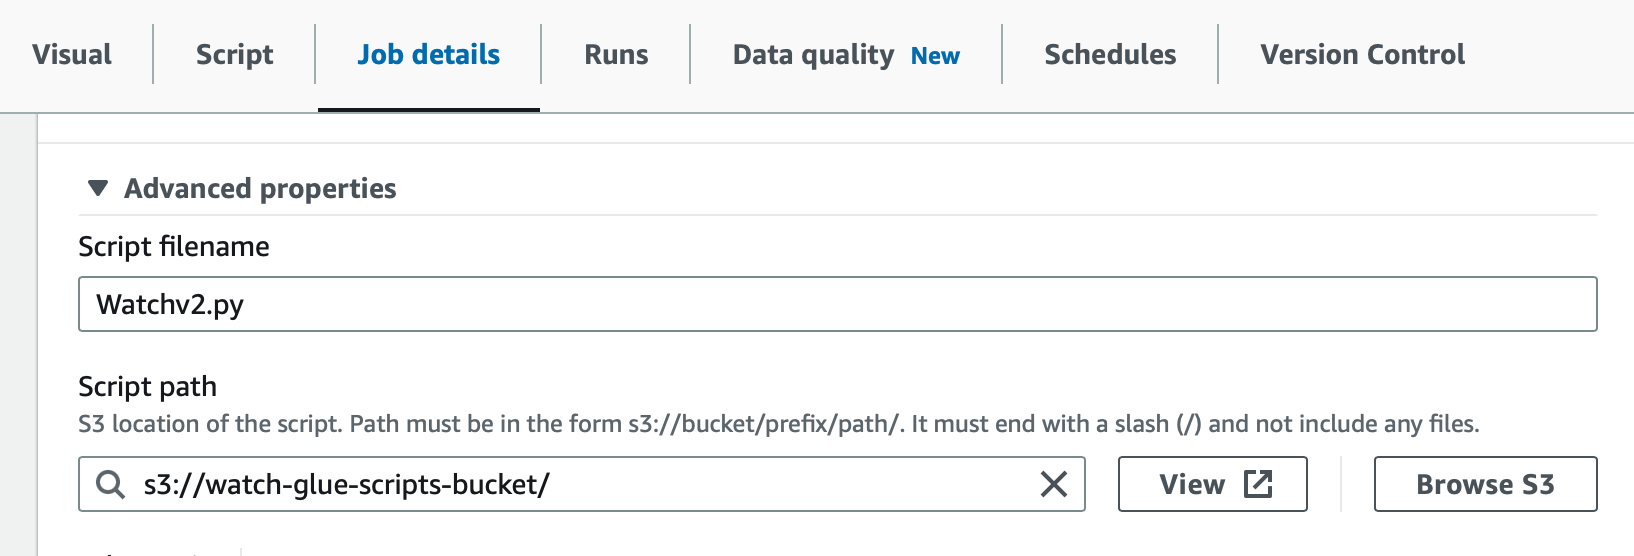 Visual Script Job details Runs Data quality New Schedules Version Control
Advanced properties
Script filename
Watchv2.py
Script path
S3 location of the script. Path must be in the form s3://bucket/prefix/path/. It must end with a slash (/) and not include any files.
s3://watch-glue-scripts-bucket/ View Browse S3